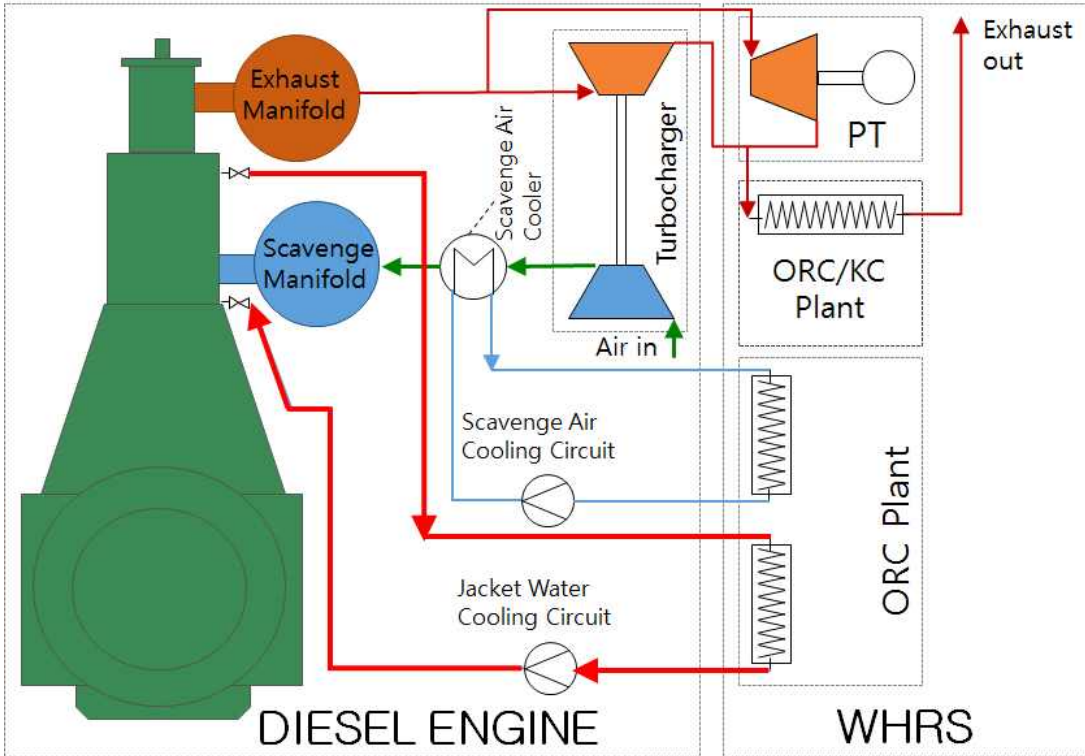 Exhaust
Manifold
Scavenge Air
Cooler
Turbocharger
Exhaust
out
PT
Scavenge
Manifold
ORC/KC
Plant
Air in
Scavenge Air
Cooling Circuit
ORC Plant
Jacket Water
Cooling Circuit
DIESEL ENGINE
WHRS